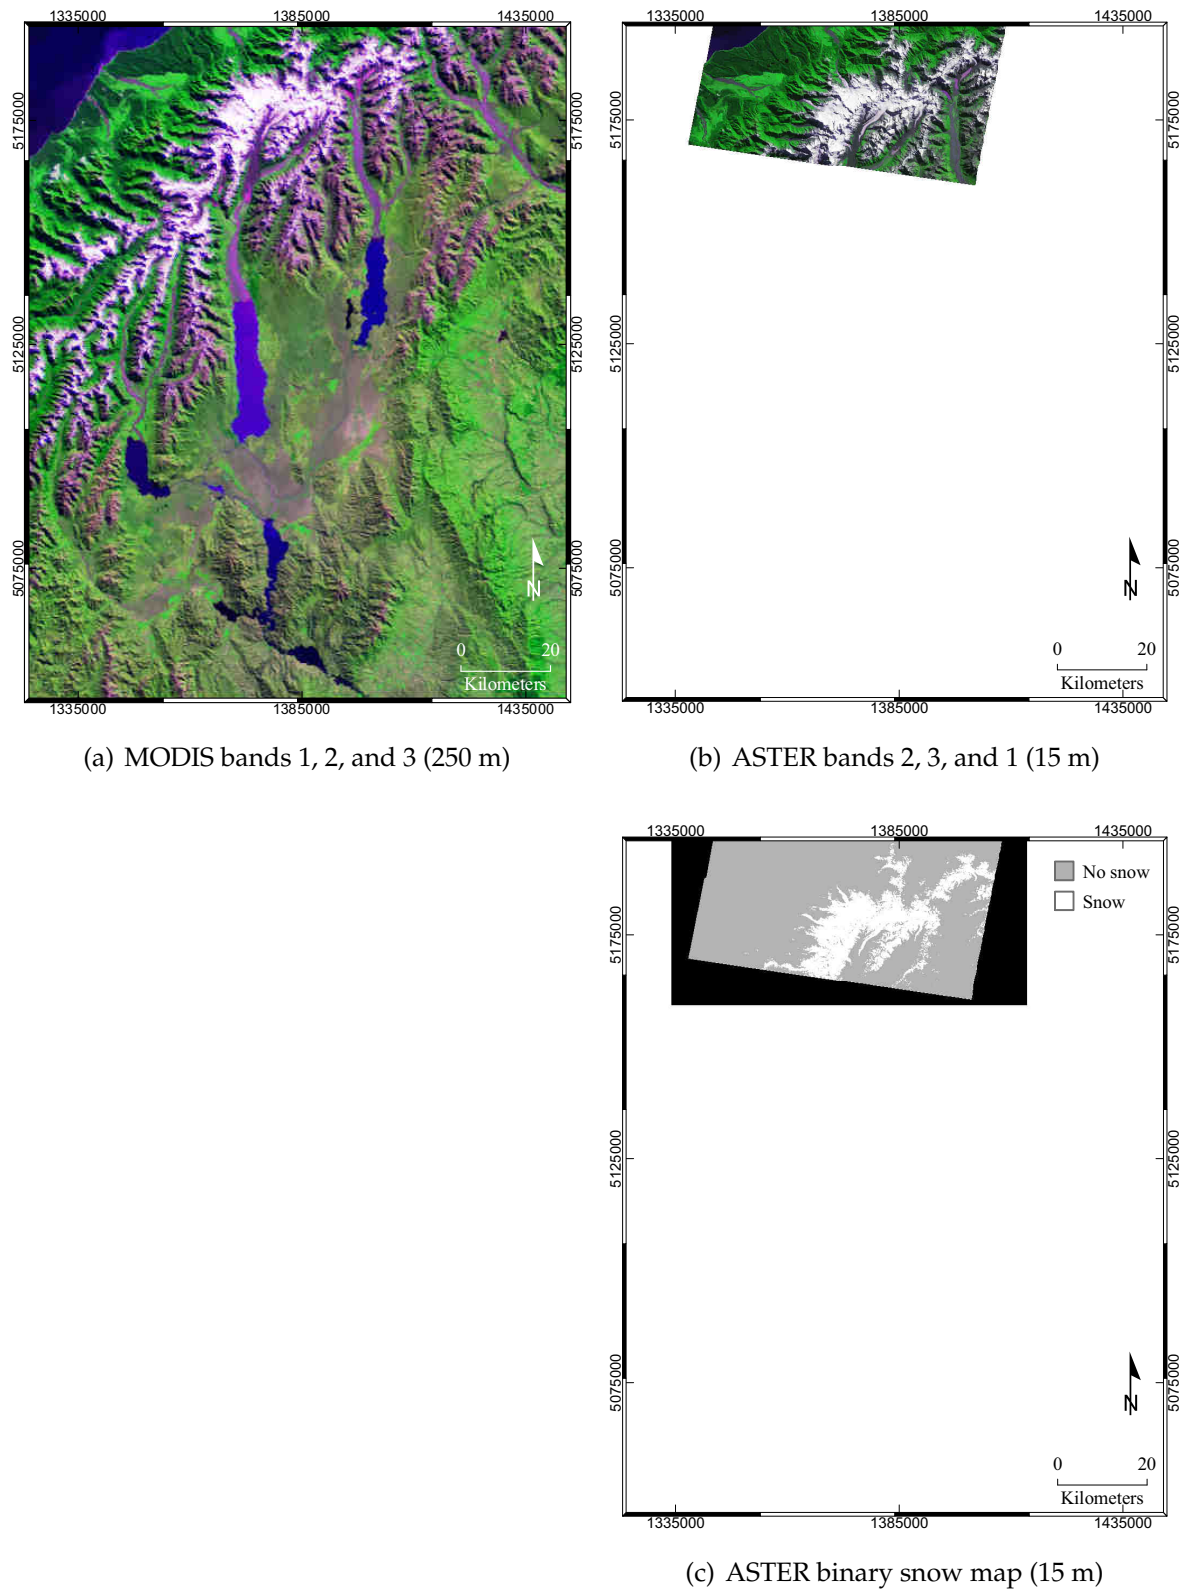 1335000 1385000 1435000
5175000 5175000
5125000 5125000
5075000 5075000
N
0 20
Kilometers
1335000 1385000 1435000
(a) MODIS bands 1, 2, and 3 (250 m)
1335000 1385000 1435000
5175000 5175000
5125000 5125000
5075000 5075000
N
0 20
Kilometers
1335000 1385000 1435000
(b) ASTER bands 2, 3, and 1 (15 m)
1335000 1385000 1435000
No snow
Snow
5175000 5175000
5125000 5125000
5075000 5075000
N
0 20
Kilometers
1335000 1385000 1435000
(c) ASTER binary snow map (15 m)